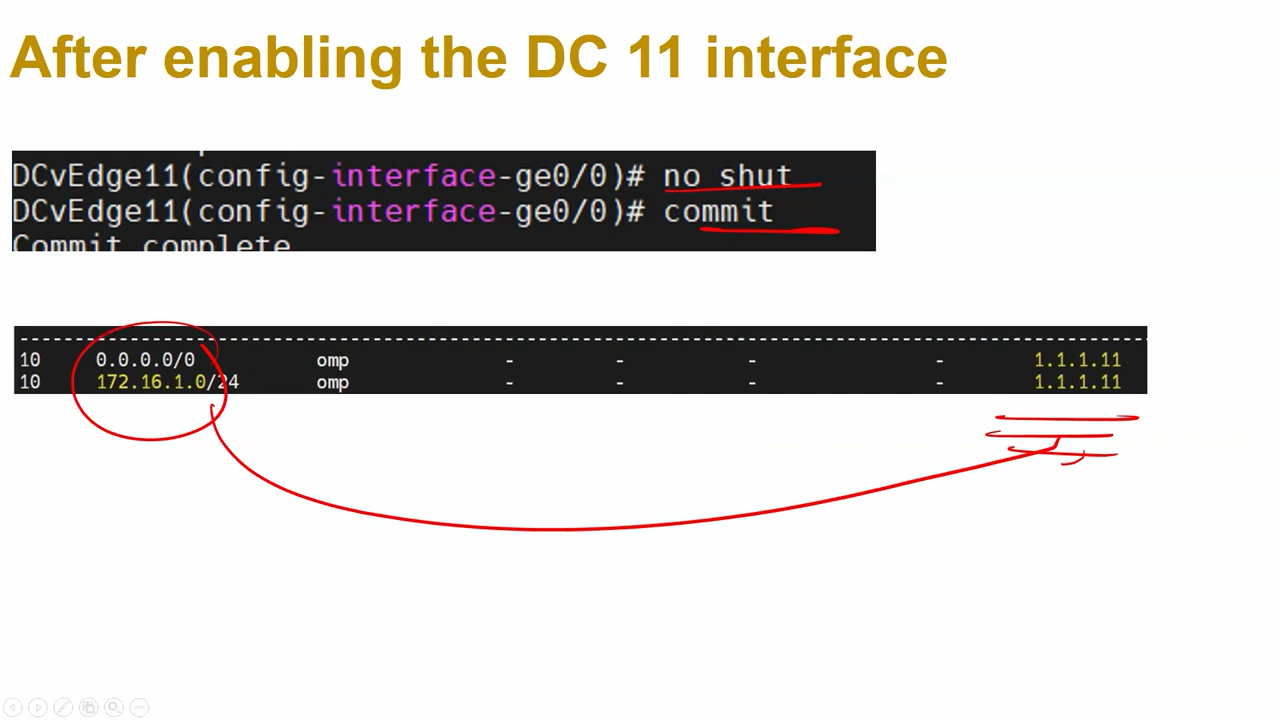 After enabling the DC 11 interface
DCvEdge11(config-interface-ge0/0)# no shut
DCvEdge11(config-interface-ge0/0)# commit
Commit complete
10 0.0.0.0/0 omp - - - - 1.1.1.11
10 172.16.1.0/24 omp - - - - 1.1.1.11